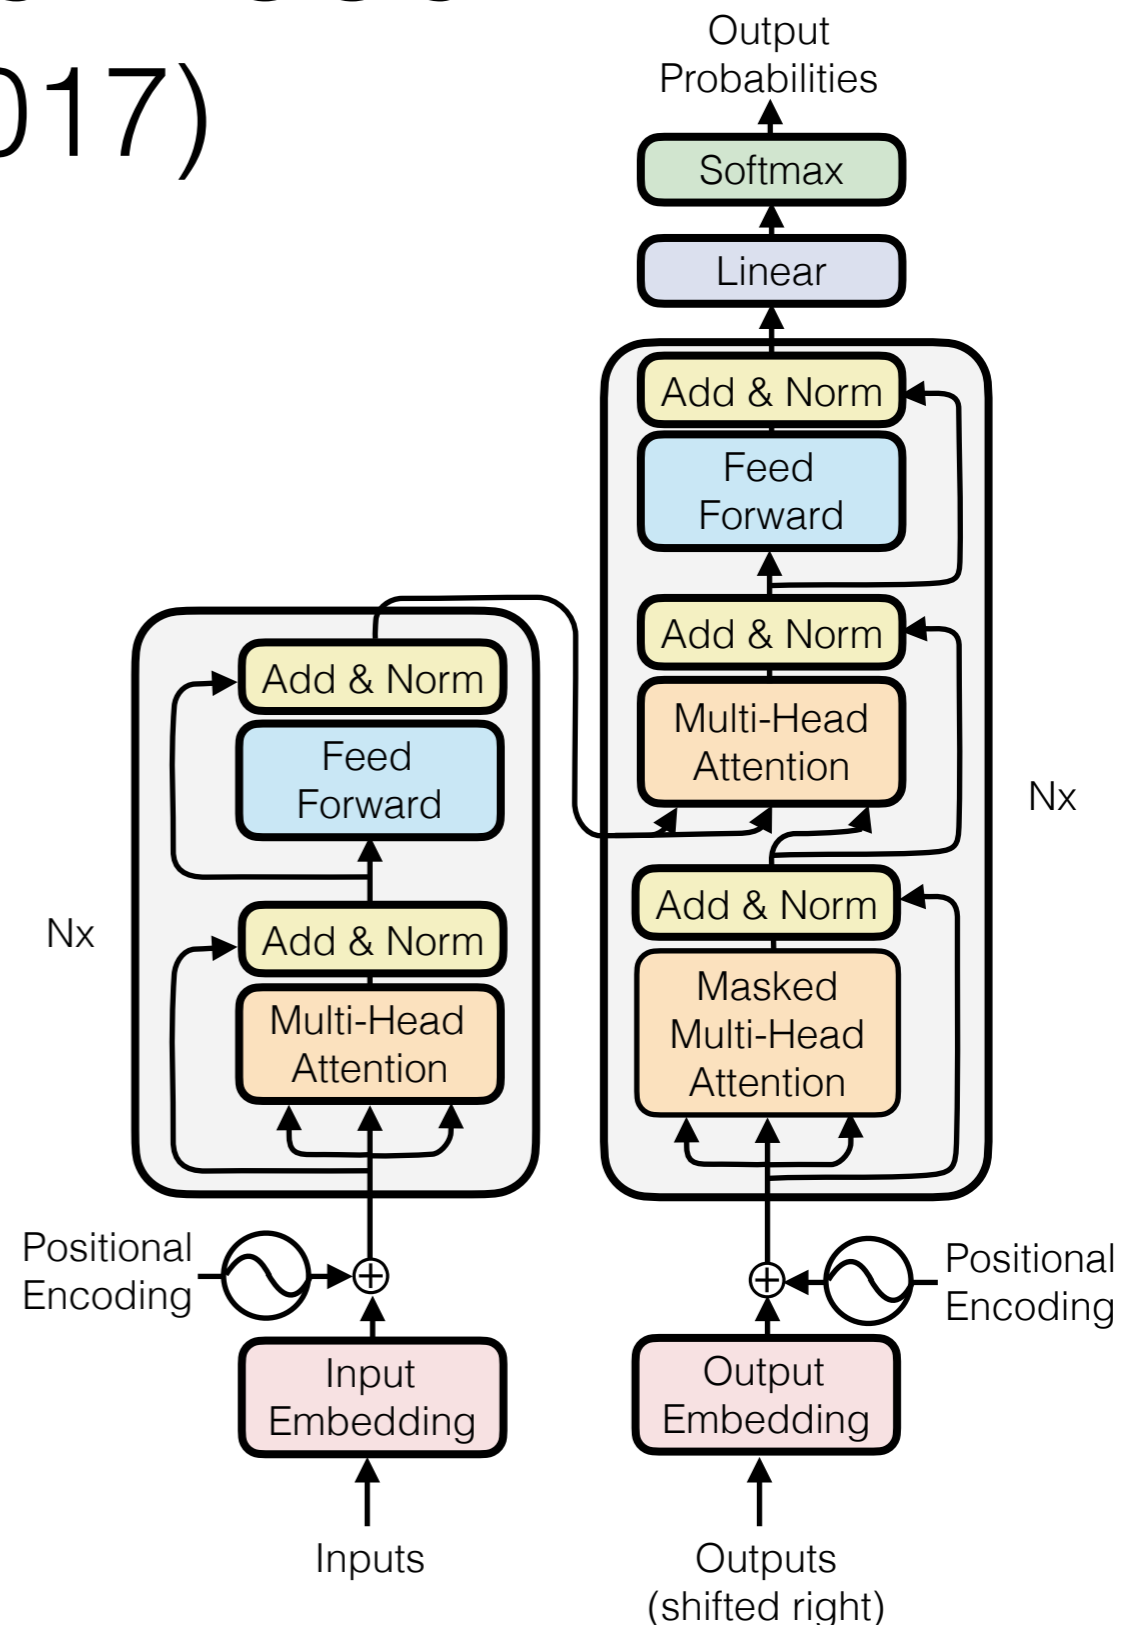 017)
Output
Probabilities
Softmax
Linear
Add & Norm
Feed
Forward
Add & Norm
Multi-Head
Attention
Nx
Add & Norm
Masked
Multi-Head
Attention
Add & Norm
Feed
Forward
Nx
Add & Norm
Multi-Head
Attention
Positional
Encoding
Positional
Encoding
Input
Embedding
Output
Embedding
Inputs
Outputs
(shifted right)